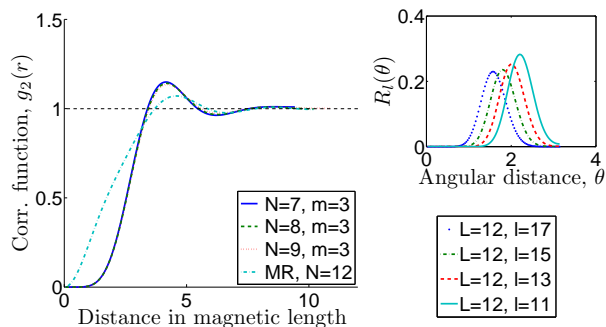 1.5
1
0.5
0
0
5
10
Corr. function, g₂(r)
Distance in magnetic length
N=7, m=3
N=8, m=3
N=9, m=3
MR, N=12
0.4
0.2
0
0
2
4
R_l(θ)
Angular distance, θ
L=12, l=17
L=12, l=15
L=12, l=13
L=12, l=11